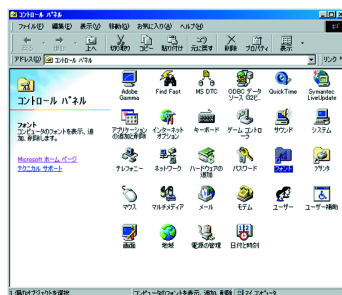 コントロール パネル
ファイル(F) 編集(E) 表示(V) 移動(G) お気に入り(A) ヘルプ(H)
戻る 進む 上へ 切り取り コピー 貼り付け 元に戻す 削除 プロパティ 表示
アドレス(D) コントロール パネル リンク
コントロール パネル
フォント
コンピュータのフォントを表示、追
加、削除します。
Microsoft ホーム ページ
テクニカル サポート
Adobe Gamma
Find Fast
MS DTC
ODBC データ ソース (32ビ...
QuickTime
Symantec LiveUpdate
アプリケーションの追加と削除
インターネット オプション
キーボード
ゲーム コントロ
サウンド
システム
テレフォニー
ネットワーク
ハードウェアの追加
パスワード
フォント
プリンタ
マウス
マルチメディア
メール
モデム
ユーザー
ユーザー補助
画面
地域
電源の管理
日付と時刻
1 個のオブジェクトを選択 コンピュータのフォントを表示、追加、削除 マイ コンピュータ